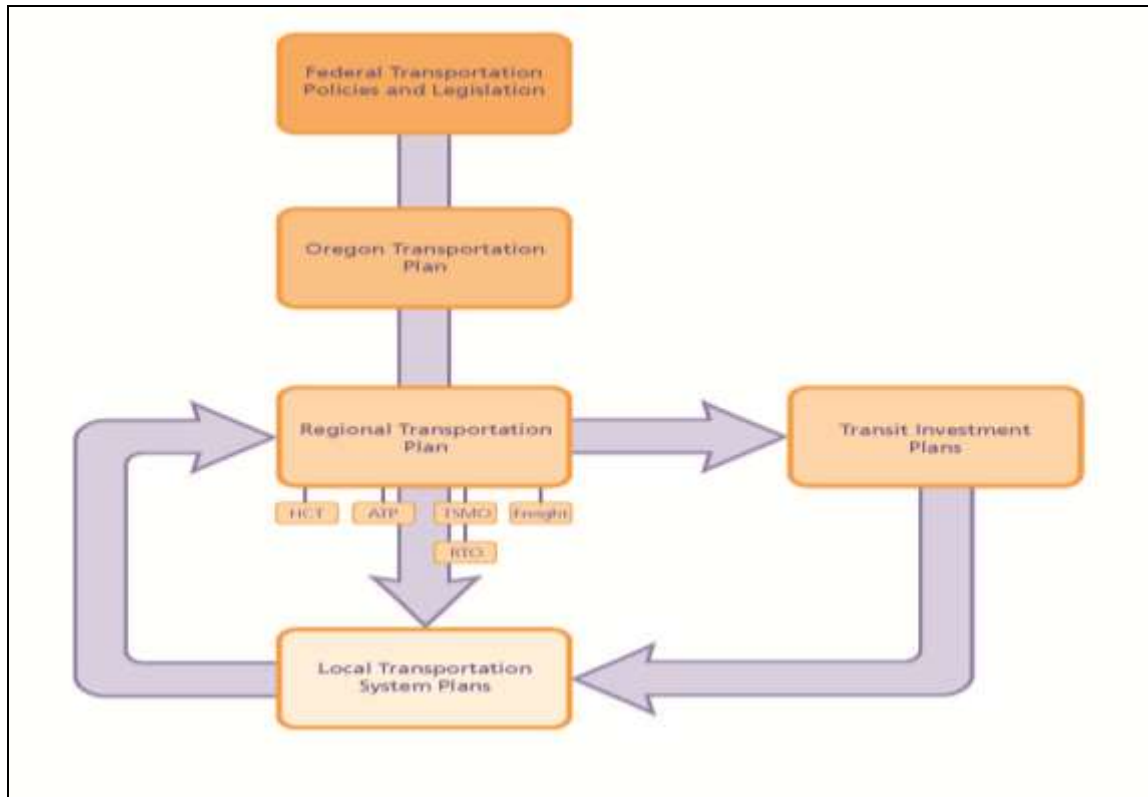 Federal Transportation
Policies and Legislation
Oregon Transportation
Plan
Regional Transportation
Plan
Transit Investment
Plans
HCT
ATP
TSMO
Freight
RTO
Local Transportation
System Plans